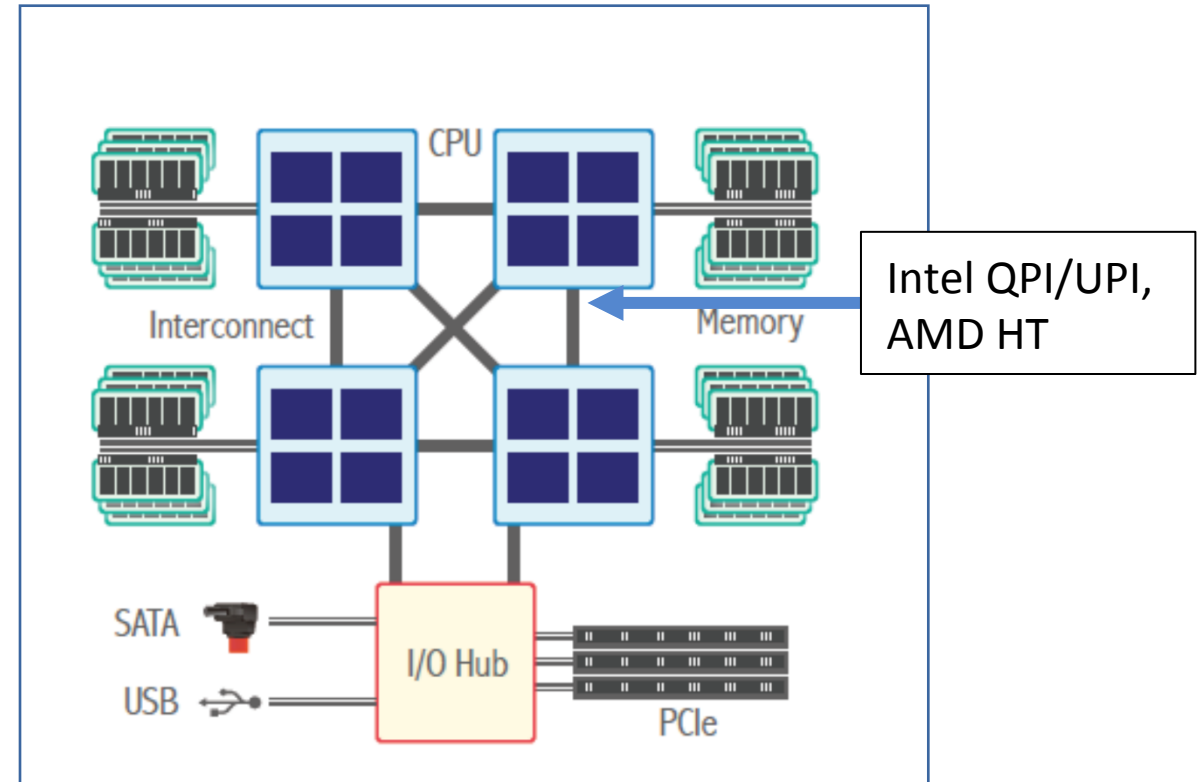 CPU
Intel QPI/UPI,
AMD HT
Interconnect
Memory
SATA
I/O Hub
USB
PCIe